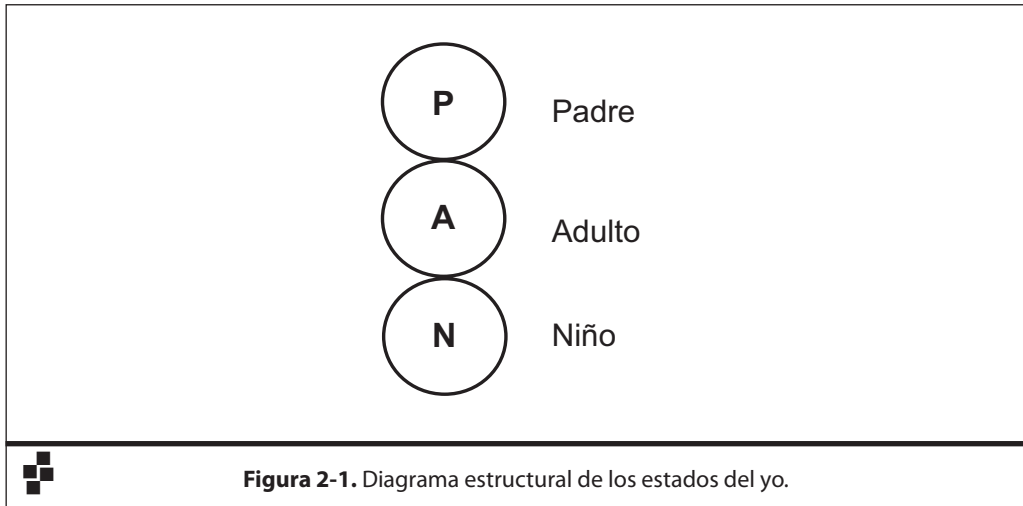 P Padre
A Adulto
N Niño
Figura 2-1. Diagrama estructural de los estados del yo.